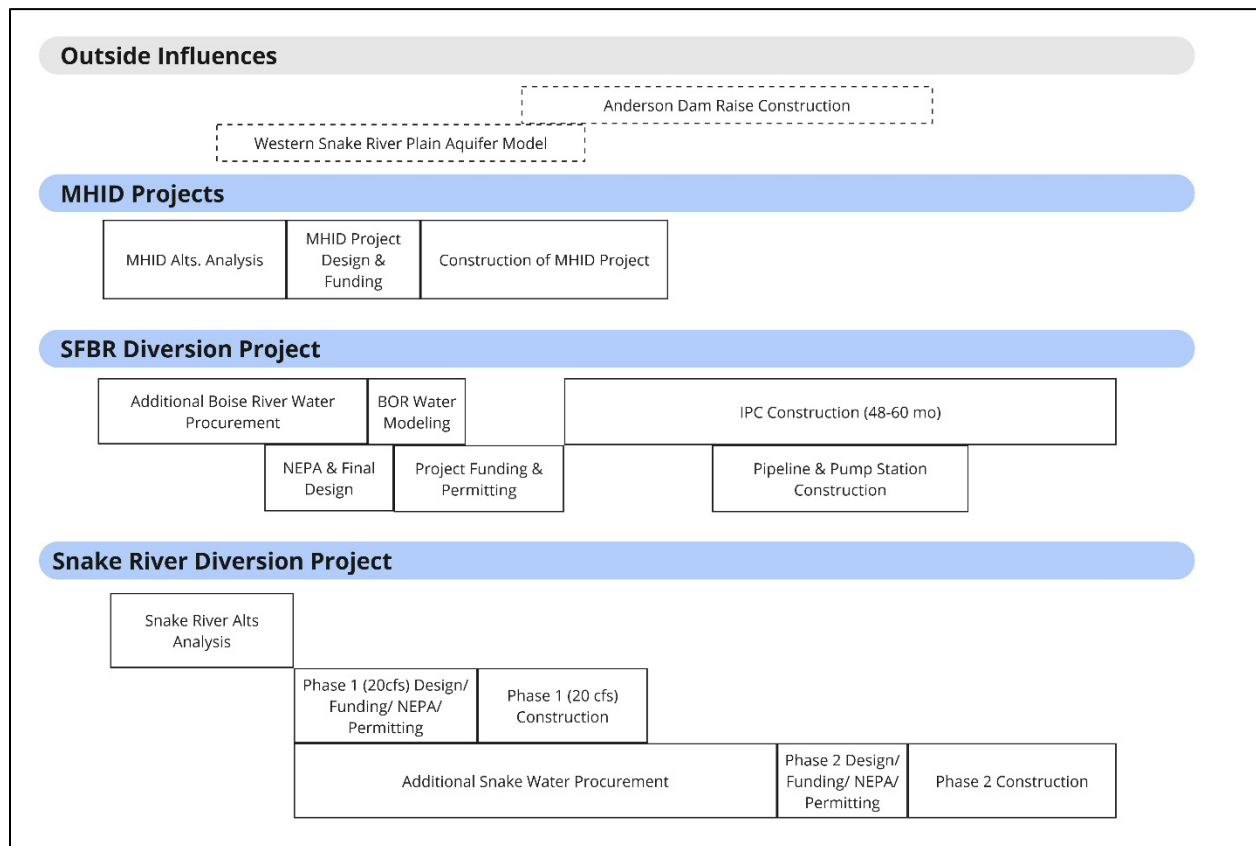 Outside Influences
Anderson Dam Raise Construction
Western Snake River Plain Aquifer Model
MHID Projects
MHID Alts. Analysis
MHID Project
Design &
Funding
Construction of MHID Project
SFBR Diversion Project
Additional Boise River Water
Procurement
BOR Water
Modeling
IPC Construction (48-60 mo)
NEPA & Final
Design
Project Funding &
Permitting
Pipeline & Pump Station
Construction
Snake River Diversion Project
Snake River Alts
Analysis
Phase 1 (20cfs) Design/
Funding/ NEPA/
Permitting
Phase 1 (20 cfs)
Construction
Additional Snake Water Procurement
Phase 2 Design/
Funding/ NEPA/
Permitting
Phase 2 Construction